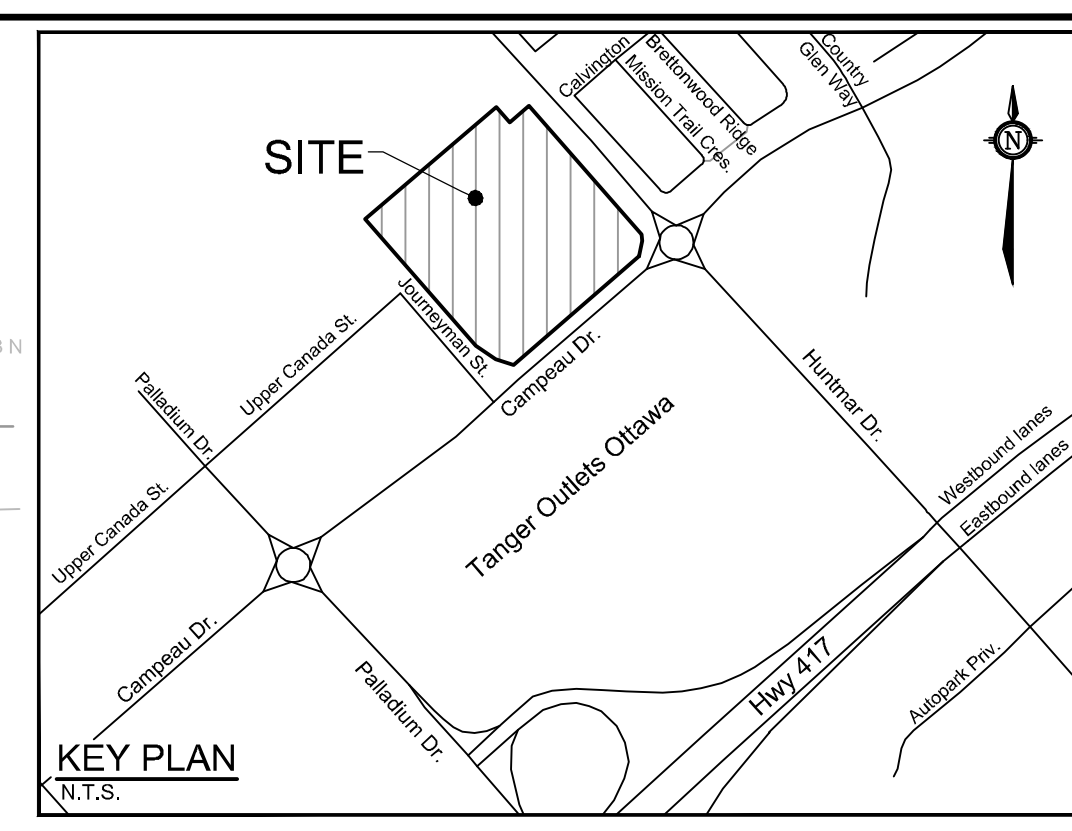 Calvington
Brettonwood Ridge
Mission Trail Cres.
Country
Glen Way
SITE
N
Journeyman St.
Upper Canada St.
Campeau Dr.
Palladium Dr.
Huntmar Dr.
Tanger Outlets Ottawa
Westbound lanes
Eastbound lanes
Upper Canada St.
Campeau Dr.
Palladium Dr.
Hwy 417
Autopark Priv.
KEY PLAN
N.T.S.